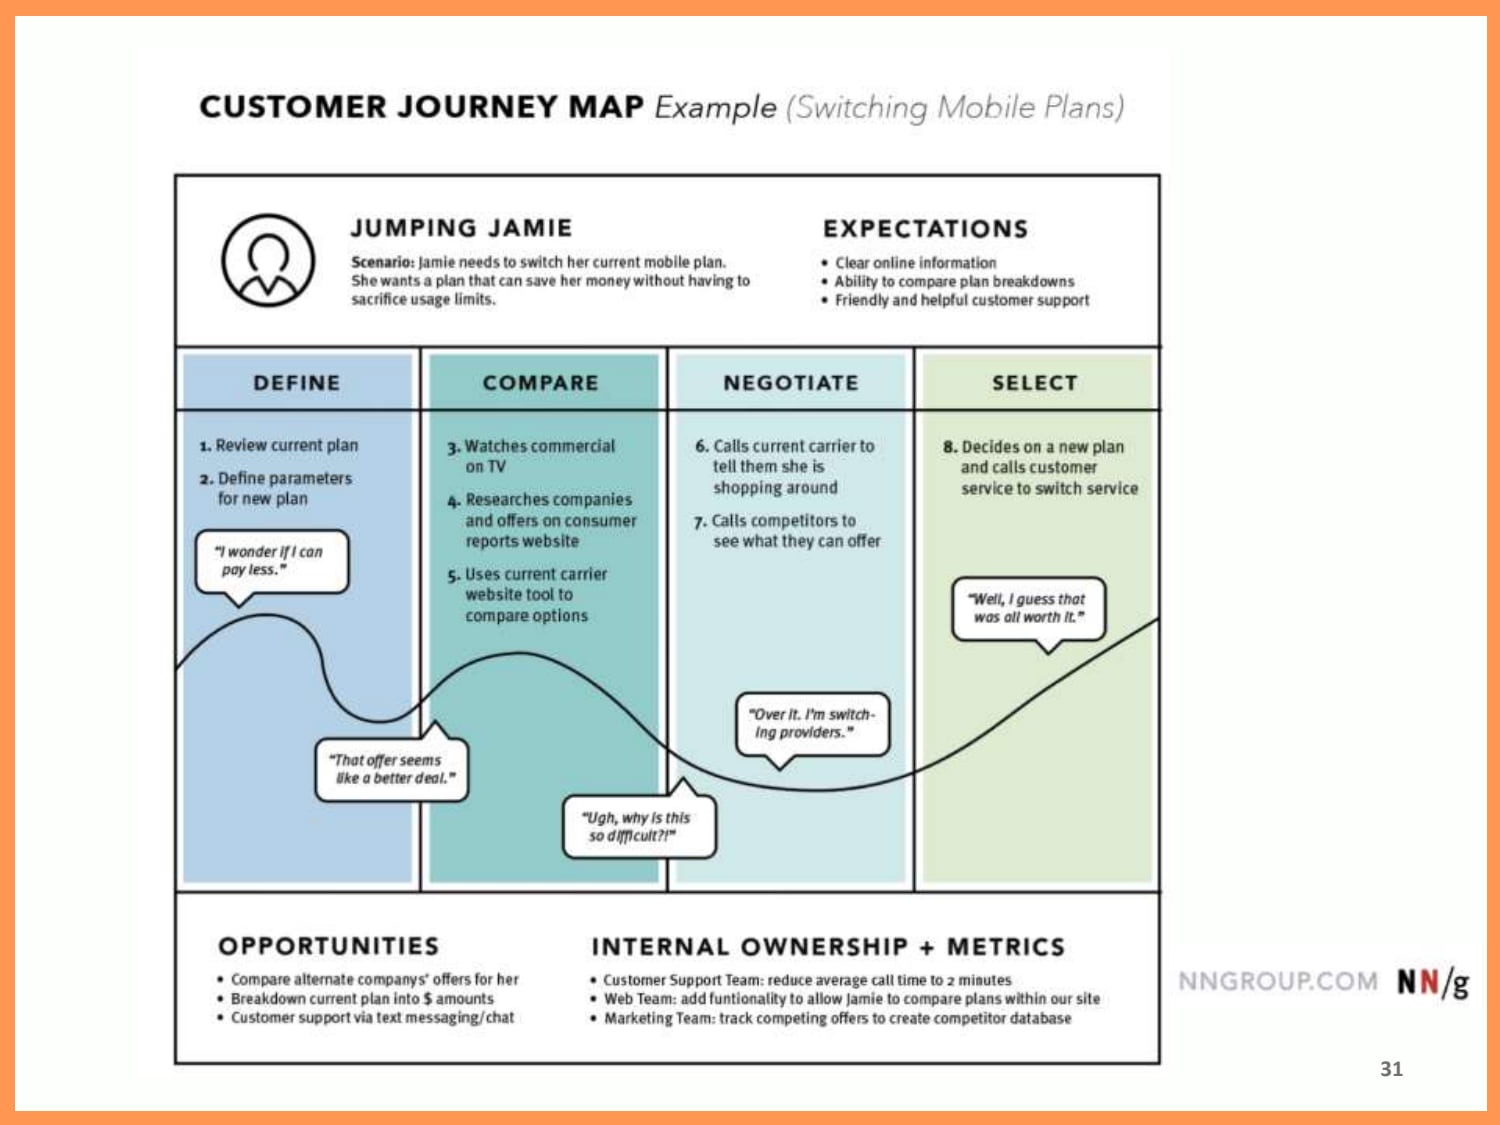 CUSTOMER JOURNEY MAP Example (Switching Mobile Plans)
JUMPING JAMIE
Scenario: Jamie needs to switch her current mobile plan.
She wants a plan that can save her money without having to
sacrifice usage limits.
EXPECTATIONS
• Clear online information
• Ability to compare plan breakdowns
• Friendly and helpful customer support
DEFINE
1. Review current plan
2. Define parameters
for new plan
"I wonder if I can
pay less."
COMPARE
3. Watches commercial
on TV
4. Researches companies
and offers on consumer
reports website
5. Uses current carrier
website tool to
compare options
"That offer seems
like a better deal."
NEGOTIATE
6. Calls current carrier to
tell them she is
shopping around
7. Calls competitors to
see what they can offer
"Ugh, why is this
so difficult?!"
"Over it. I'm switch-
ing providers."
SELECT
8. Decides on a new plan
and calls customer
service to switch service
"Well, I guess that
was all worth it."
OPPORTUNITIES
• Compare alternate companys' offers for her
• Breakdown current plan into $ amounts
• Customer support via text messaging/chat
INTERNAL OWNERSHIP + METRICS
• Customer Support Team: reduce average call time to 2 minutes
• Web Team: add funtionality to allow Jamie to compare plans within our site
• Marketing Team: track competing offers to create competitor database
NNGROUP.COM NN/g
31